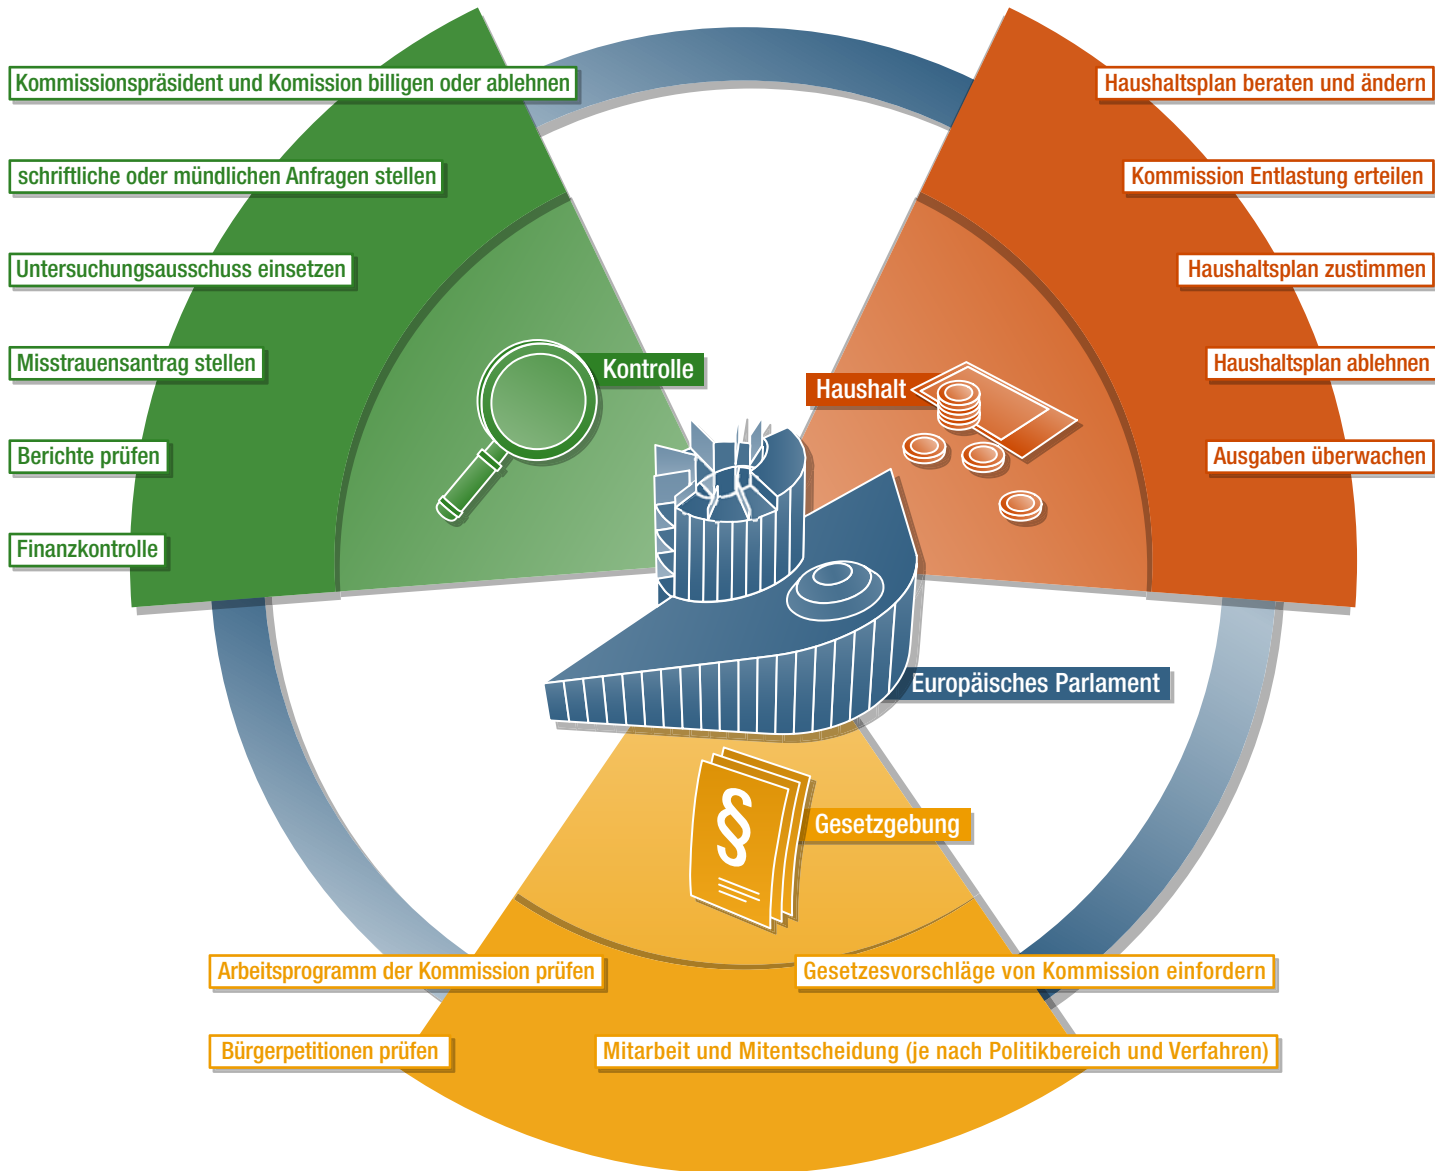 Kommissionspräsident und Komission billigen oder ablehnen
schriftliche oder mündlichen Anfragen stellen
Untersuchungsausschuss einsetzen
Misstrauensantrag stellen
Berichte prüfen
Finanzkontrolle
Kontrolle
Haushaltsplan beraten und ändern
Kommission Entlastung erteilen
Haushaltsplan zustimmen
Haushaltsplan ablehnen
Ausgaben überwachen
Haushalt
Europäisches Parlament
§
Gesetzgebung
Arbeitsprogramm der Kommission prüfen
Gesetzesvorschläge von Kommission einfordern
Bürgerpetitionen prüfen
Mitarbeit und Mitentscheidung (je nach Politikbereich und Verfahren)